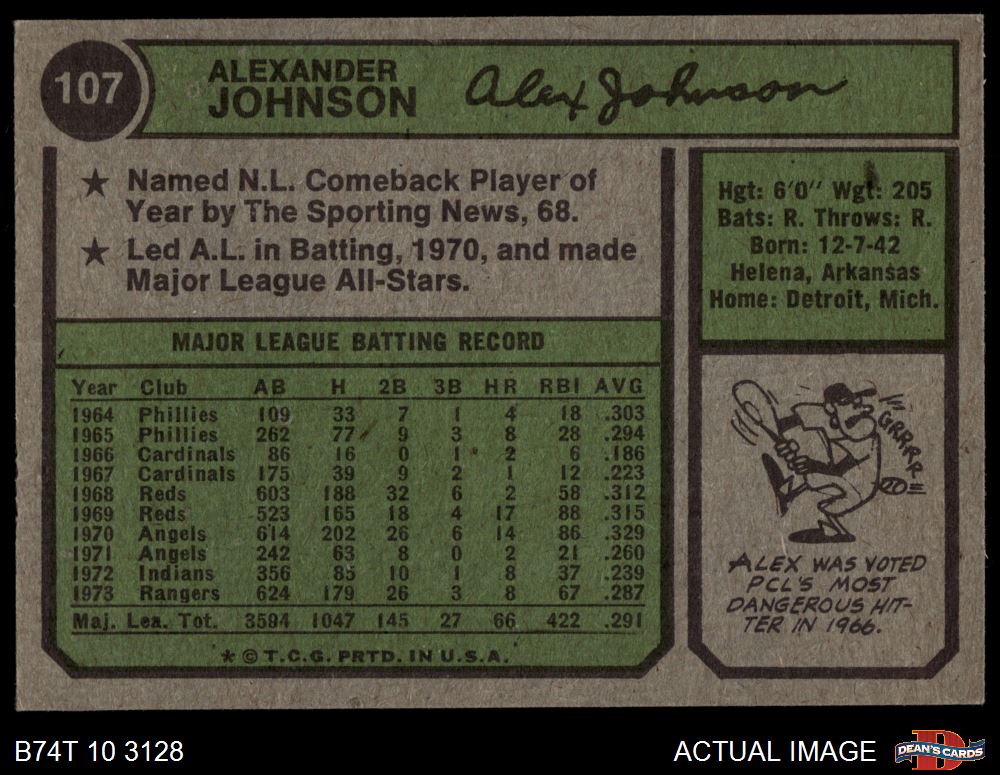 107
ALEXANDER
JOHNSON
Alex Johnson
★ Named N.L. Comeback Player of
Year by The Sporting News, 68.
★ Led A.L. in Batting, 1970, and made
Major League All-Stars.
Hgt: 6'0" Wgt: 205
Bats: R. Throws: R.
Born: 12-7-42
Helena, Arkansas
Home: Detroit, Mich.
MAJOR LEAGUE BATTING RECORD
Year Club AB H 2B 3B HR RBI AVG
1964 Phillies 109 33 7 1 4 18 .303
1965 Phillies 262 77 9 3 8 28 .294
1966 Cardinals 86 16 0 1 2 6 .186
1967 Cardinals 175 39 9 2 1 12 .223
1968 Reds 603 188 32 6 2 58 .312
1969 Reds 523 165 18 4 17 88 .315
1970 Angels 614 202 26 6 14 86 .329
1971 Angels 242 63 8 0 2 21 .260
1972 Indians 356 85 10 1 8 37 .239
1973 Rangers 624 179 26 3 8 67 .287
Maj. Lea. Tot. 3594 1047 145 27 66 422 .291
* © T.C.G. PRTD. IN U.S.A.
GRRRR
ALEX WAS VOTED
PCL'S MOST
DANGEROUS HIT-
TER IN 1966.
B74T 10 3128
ACTUAL IMAGE
DEAN'S CARDS